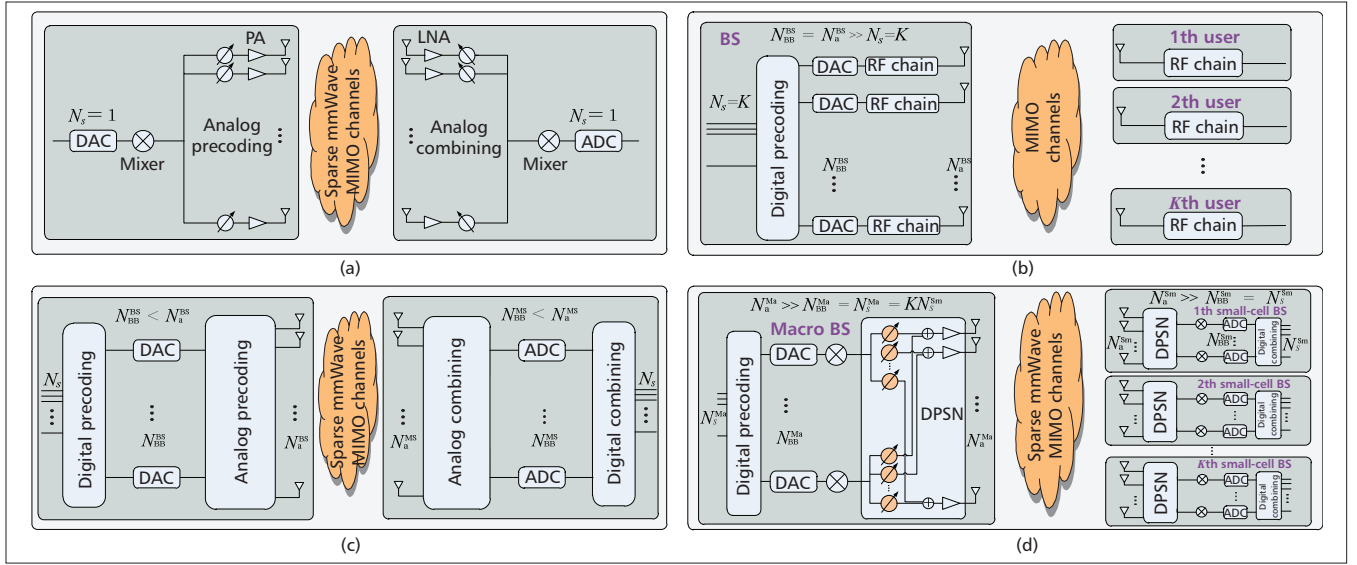 PA
LNA
N_s = 1
DAC
Mixer
Analog
precoding
Sparse mmWave
MIMO channels
Analog
combining
N_s = 1
Mixer
ADC
(a)
BS
N_BB^BS = N_a^BS >> N_s = K
N_s = K
Digital precoding
DAC
RF chain
DAC
RF chain
N_BB^BS
N_a^BS
DAC
RF chain
MIMO
channels
1th user
RF chain
2th user
RF chain
Kth user
RF chain
(b)
N_BB^BS < N_a^BS
N_s
Digital precoding
DAC
N_BB^BS
DAC
Analog precoding
N_a^BS
Sparse mmWave
MIMO channels
N_BB^MS < N_a^MS
N_a^MS
Analog combining
ADC
N_BB^MS
ADC
Digital combining
N_s
(c)
N_a^Ma >> N_BB^Ma = N_s^Ma = KN_s^Sm
Macro BS
N_s^Ma
Digital precoding
DAC
N_BB^Ma
DAC
DPSN
N_a^Ma
Sparse mmWave
MIMO channels
N_a^Sm >> N_BB^Sm = N_s^Sm
1th small-cell BS
N_a^Sm
DPSN
ADC
N_BB^Sm
ADC
Digital
combining
N_s^Sm
2th small-cell BS
DPSN
ADC
ADC
Digital
combining
Kth small-cell BS
DPSN
ADC
ADC
Digital
combining
(d)